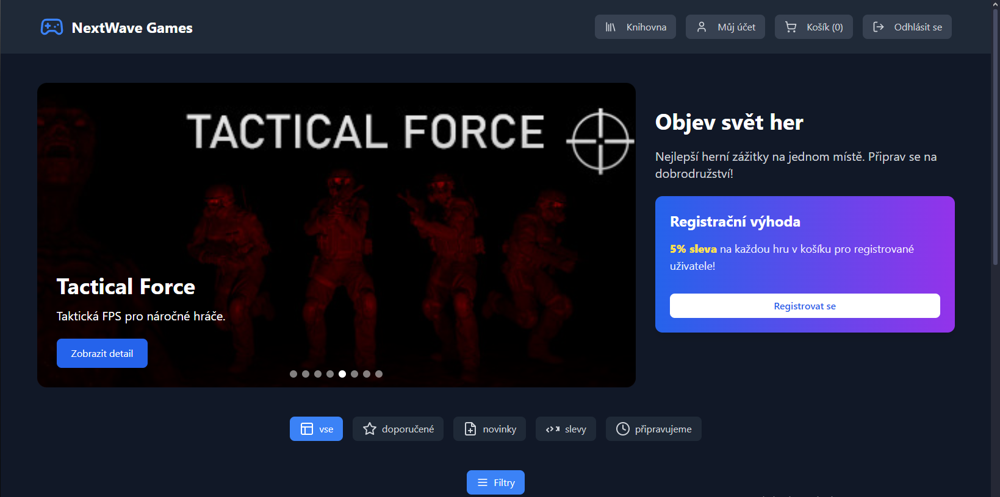 NextWave Games
Knihovna
Můj účet
Košík (0)
Odhlásit se
TACTICAL FORCE
Tactical Force
Taktická FPS pro náročné hráče.
Zobrazit detail
Objev svět her
Nejlepší herní zážitky na jednom místě. Připrav se na
dobrodružství!
Registrační výhoda
5% sleva na každou hru v košíku pro registrované
uživatele!
Registrovat se
vse
doporučené
novinky
slevy
připravujeme
Filtry